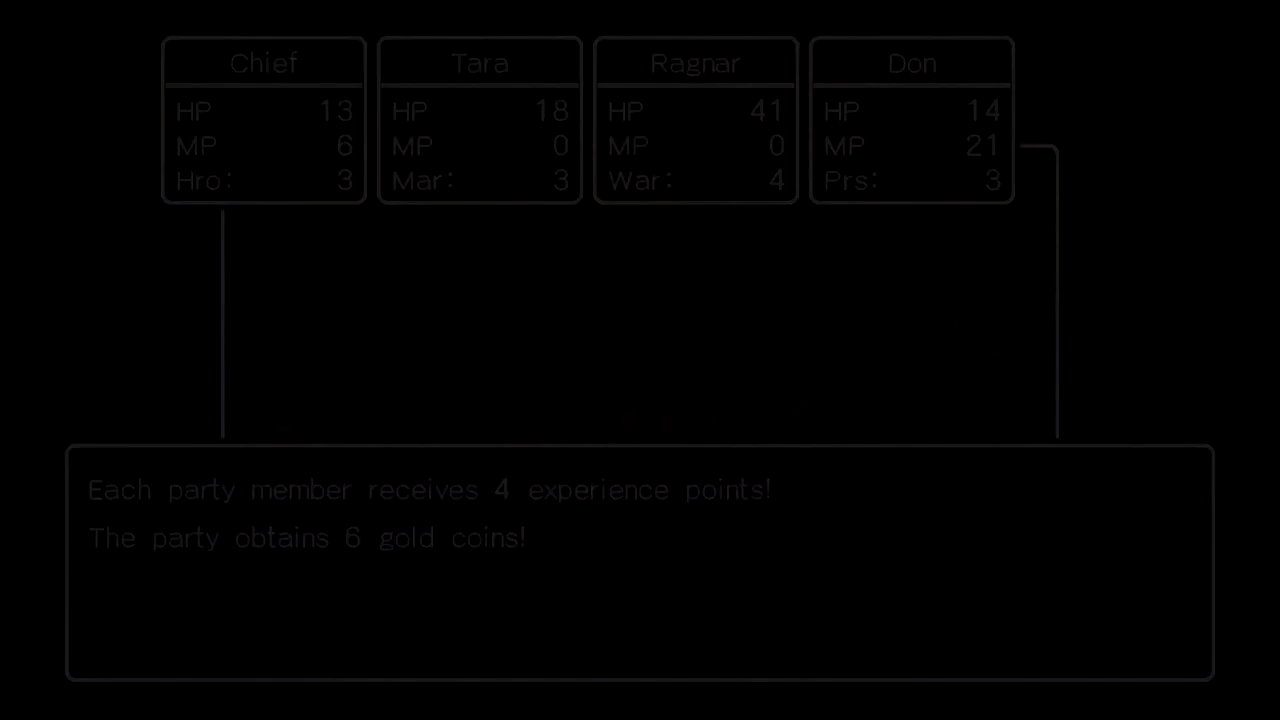 Chief Tara Ragnar Don
HP 13 HP 18 HP 41 HP 14
MP 6 MP 0 MP 0 MP 21
Hro: 3 Mar: 3 War: 4 Prs: 3
Each party member receives 4 experience points!
The party obtains 6 gold coins!